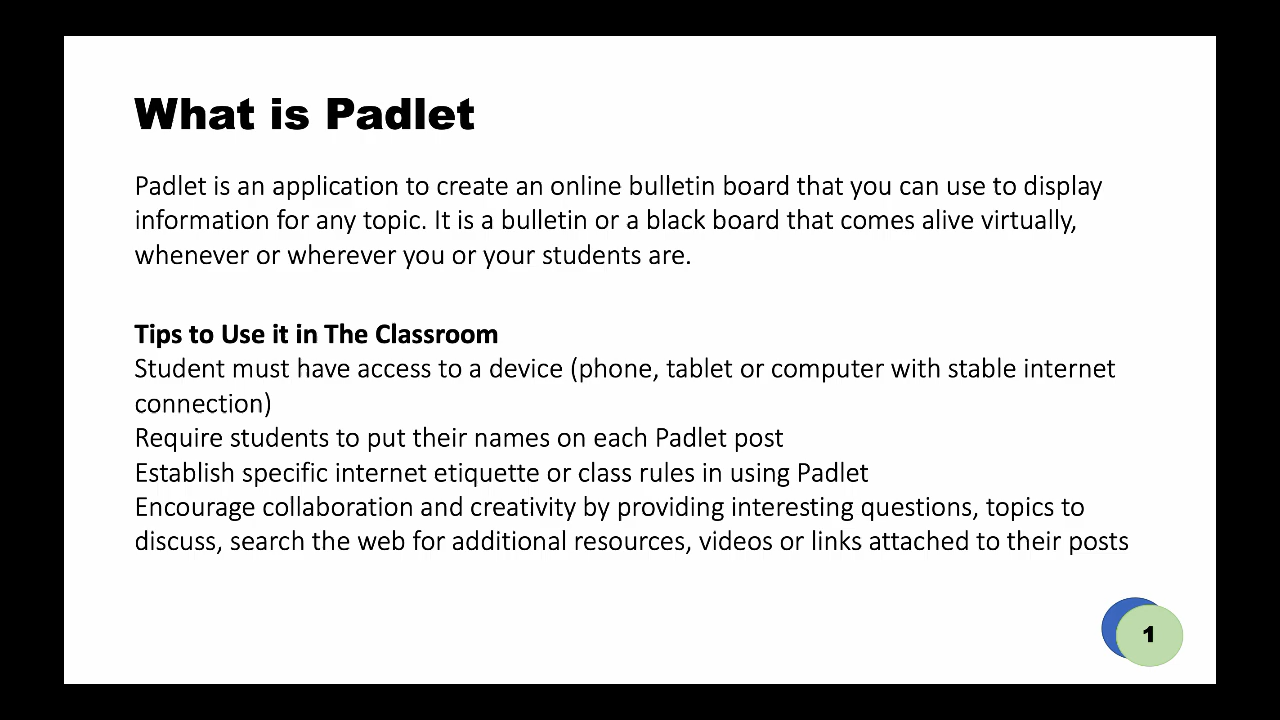 What is Padlet
Padlet is an application to create an online bulletin board that you can use to display
information for any topic. It is a bulletin or a black board that comes alive virtually,
whenever or wherever you or your students are.
Tips to Use it in The Classroom
Student must have access to a device (phone, tablet or computer with stable internet
connection)
Require students to put their names on each Padlet post
Establish specific internet etiquette or class rules in using Padlet
Encourage collaboration and creativity by providing interesting questions, topics to
discuss, search the web for additional resources, videos or links attached to their posts
1